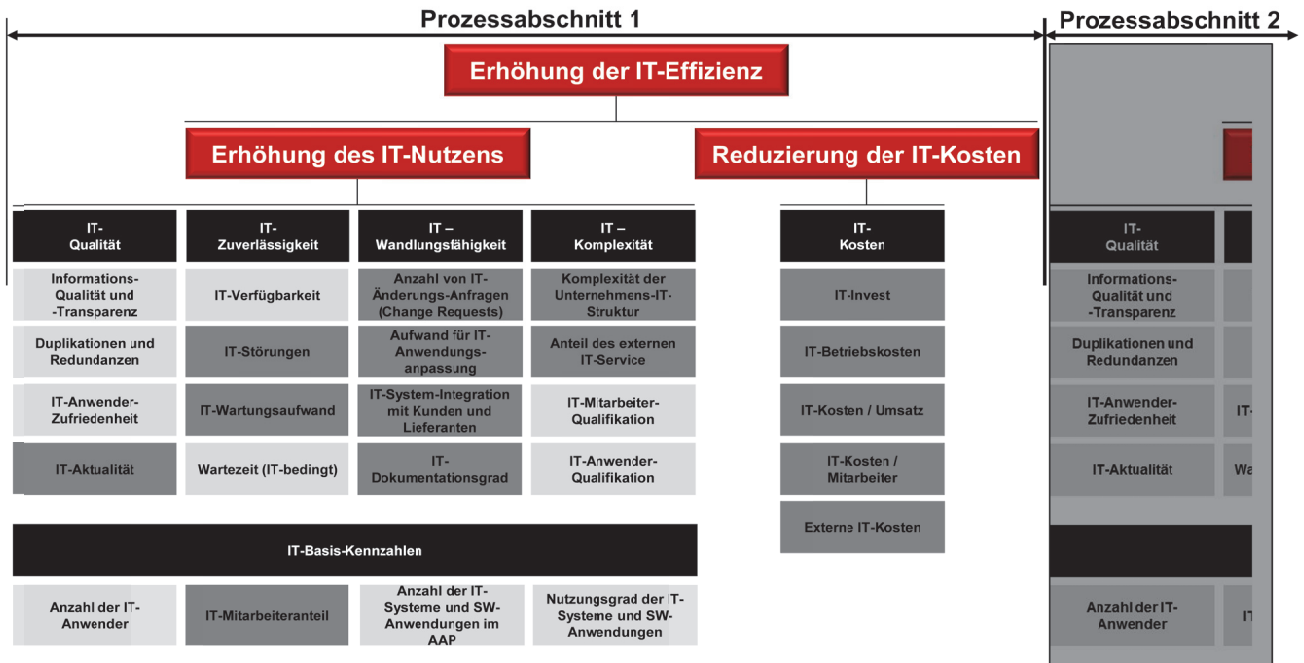 Prozessabschnitt 1
Prozessabschnitt 2
Erhöhung der IT-Effizienz
Erhöhung des IT-Nutzens
Reduzierung der IT-Kosten
IT-
Qualität
Informations-
Qualität und
-Transparenz
Duplikationen und
Redundanzen
IT-Anwender-
Zufriedenheit
IT-Aktualität
IT-
Zuverlässigkeit
IT-Verfügbarkeit
IT-Störungen
IT-Wartungsaufwand
Wartezeit (IT-bedingt)
IT –
Wandlungsfähigkeit
Anzahl von IT-
Änderungs-Anfragen
(Change Requests)
Aufwand für IT-
Anwendungs-
anpassung
IT-System-Integration
mit Kunden und
Lieferanten
IT-
Dokumentationsgrad
IT –
Komplexität
Komplexität der
Unternehmens-IT-
Struktur
Anteil des externen
IT-Service
IT-Mitarbeiter-
Qualifikation
IT-Anwender-
Qualifikation
IT-
Kosten
IT-Invest
IT-Betriebskosten
IT-Kosten / Umsatz
IT-Kosten /
Mitarbeiter
Externe IT-Kosten
IT-Basis-Kennzahlen
Anzahl der IT-
Anwender
IT-Mitarbeiteranteil
Anzahl der IT-
Systeme und SW-
Anwendungen im
AAP
Nutzungsgrad der IT-
Systeme und SW-
Anwendungen
IT-
Qualität
Informations-
Qualität und
-Transparenz
Duplikationen und
Redundanzen
IT-Anwender-
Zufriedenheit
IT-
IT-Aktualität
Wa
Anzahl der IT-
Anwender
IT